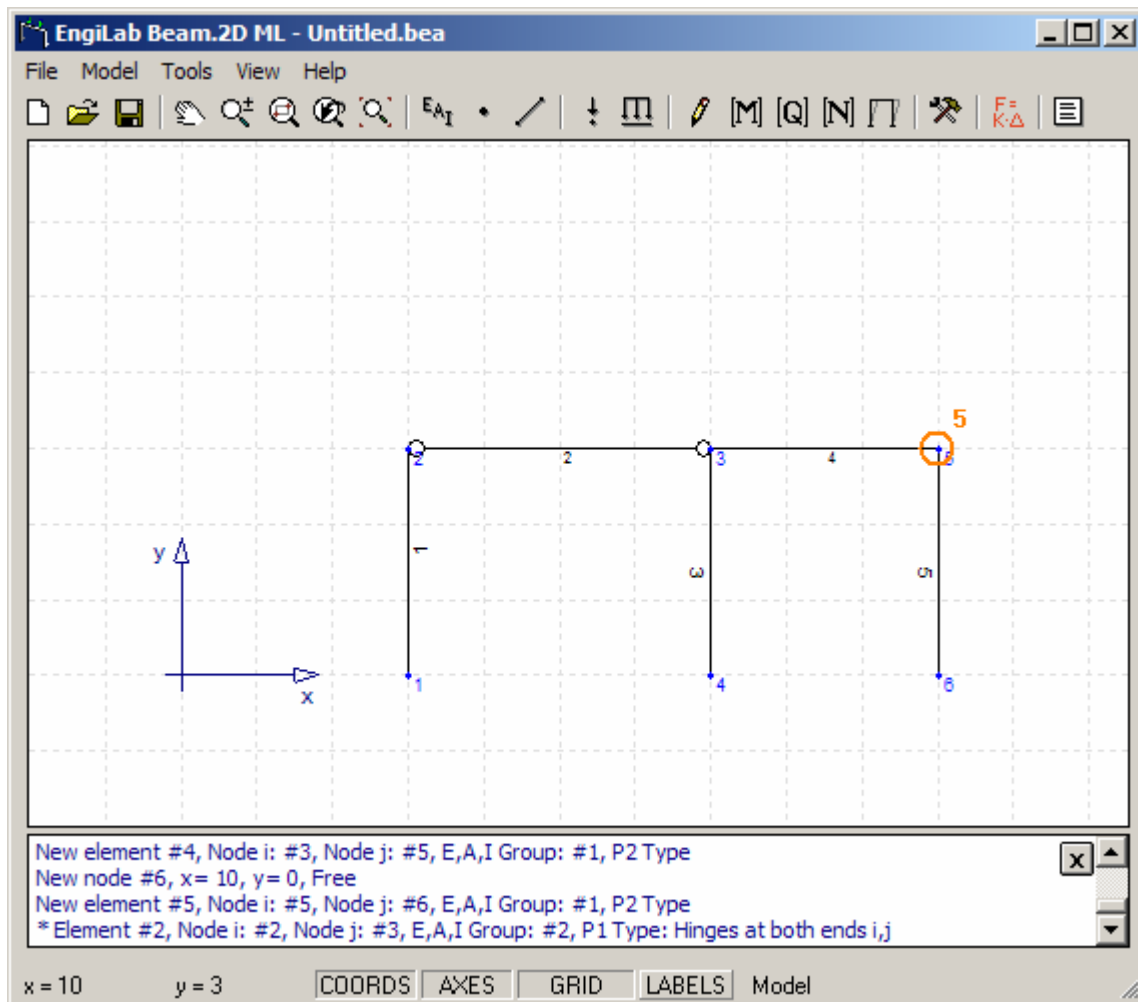 EngiLab Beam.2D ML - Untitled.bea
File Model Tools View Help
EAI [M] [Q] [N] F= K·Δ
5
2 2 3 4 5
y 1 3 5
x 1 4 6
New element #4, Node i: #3, Node j: #5, E,A,I Group: #1, P2 Type
New node #6, x= 10, y= 0, Free
New element #5, Node i: #5, Node j: #6, E,A,I Group: #1, P2 Type
* Element #2, Node i: #2, Node j: #3, E,A,I Group: #2, P1 Type: Hinges at both ends i,j
x
x = 10 y = 3 COORDS AXES GRID LABELS Model